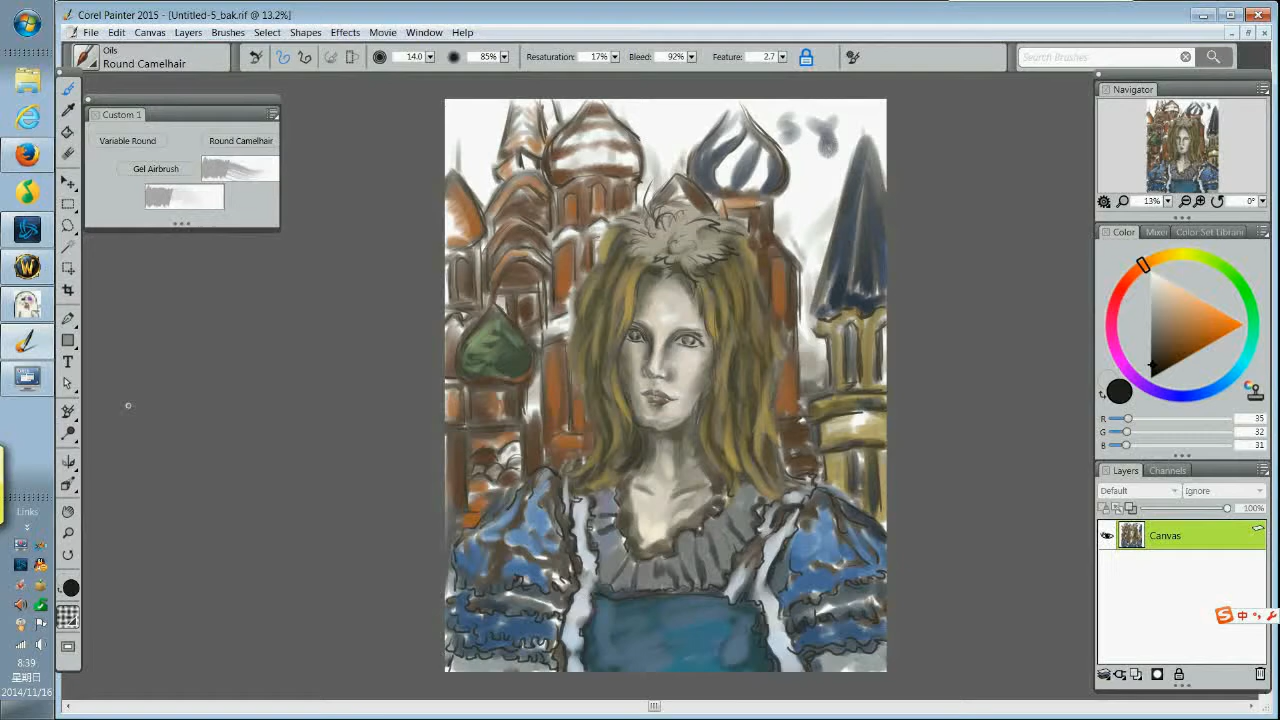 Corel Painter 2015 - [Untitled-5_bak.rif @ 13.2%]
File Edit Canvas Layers Brushes Select Shapes Effects Movie Window Help
Oils
Round Camelhair
14.0 85% Resaturation: 17% Bleed: 92% Feature: 2.7 Search Brushes
Custom 1
Variable Round Round Camelhair
Gel Airbrush
Navigator
13% 0°
Color Mixer Color Set Librari
R 35
G 32
B 31
Layers Channels
Default Ignore
100%
Canvas
T
Links
中
8:39
星期日
2014/11/16